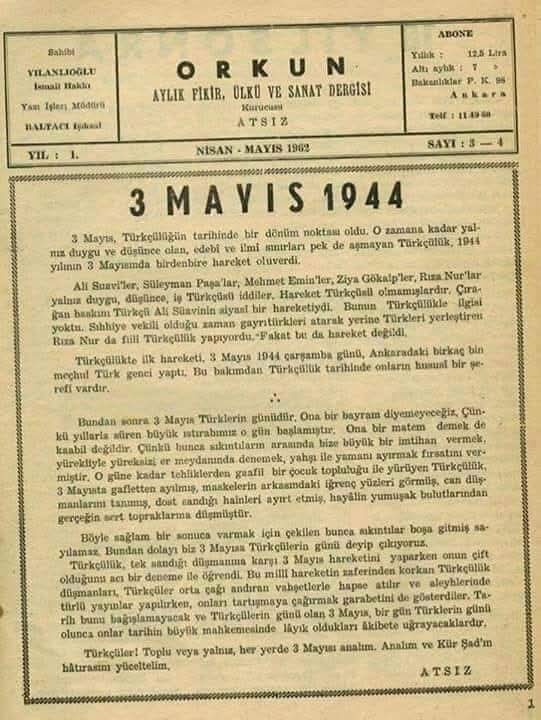 Sahibi
YILANLIOĞLU
İsmail Hakkı
Yazı İşleri Müdürü
BALTACI Işıksal
ORKUN
AYLIK FİKİR, ÜLKÜ VE SANAT DERGİSİ
Kurucusu
ATSIZ
ABONE
Yıllık : 12,5 Lira
Altı aylık : 7 >
Bakanlıklar P. K. 98
Ankara
Telf : 11 49 60
YIL : 1.
NİSAN - MAYIS 1962
SAYI : 3 — 4
3 MAYIS 1944
3 Mayıs, Türkçülüğün tarihinde bir dönüm noktası oldu. O zamana kadar yal-
nız duygu ve düşünce olan, edebî ve ilmî sınırları pek de aşmayan Türkçülük, 1944
yılının 3 Mayısında birdenbire hareket oluverdi.
Ali Suavi'ler, Süleyman Paşa'lar, Mehmet Emin'ler, Ziya Gökalp'ler, Rıza Nur'lar
yalnız duygu, düşünce, iş Türkçüsü idiler. Hareket Türkçüsü olmamışlardır. Çıra-
ğan baskını Türkçü Ali Süavinin siyasî bir hareketiydi. Bunun Türkçülükle ilgisi
yoktu. Sıhhiye vekili olduğu zaman gayrıtürkleri atarak yerine Türkleri yerleştiren
Rıza Nur da fiilî Türkçülük yapıyordu. Fakat bu da hareket değildi.
Türkçülükte ilk hareketi, 3 Mayıs 1944 çarşamba günü, Ankaradaki birkaç bin
meçhul Türk genci yaptı. Bu bakımdan Türkçülük tarihinde onların hususî bir şe-
refi vardır.
∴
Bundan sonra 3 Mayıs Türklerin günüdür. Ona bir bayram diyemeyeceğiz. Çün-
kü yıllarla süren büyük ıstırabımız o gün başlamıştır. Ona bir matem demek de
kaabil değildir. Çünkü bunca sıkıntıların arasında bize büyük bir imtihan vermek,
yürekliyle yüreksizi er meydanında denemek, yahşı ile yamanı ayırmak fırsatını ver-
miştir. O güne kadar tehliklerden gaafil bir çocuk topluluğu ile yürüyen Türkçülük,
3 Mayısta gafletten ayılmış, maskelerin arkasındaki iğrenç yüzleri görmüş, can düş-
manlarını tanımış, dost sandığı hainleri ayırt etmiş, hayâlin yumuşak bulutlarından
gerçeğin sert topraklarına düşmüştür.
Böyle sağlam bir sonuca varmak için çekilen bunca sıkıntılar boşa gitmiş sa-
yılamaz. Bundan dolayı biz 3 Mayısa Türkçülerin günü deyip çıkıyoruz.
Türkçülük, tek sandığı düşmanına karşı 3 Mayıs hareketini yaparken onun çift
olduğunu acı bir deneme ile öğrendi. Bu millî hareketin zaferinden korkan Türkçülük
düşmanları, Türkçüler orta çağı andıran vahşetlerle hapse atılır ve aleyhlerinde
türlü yayınlar yapılırken, onları tartışmaya çağırmak garabetini de gösterdiler. Ta-
rih bunu bağışlamayacak ve Türkçülerin günü olan 3 Mayıs, bir gün Türklerin günü
olunca onlar tarihin büyük mahkemesinde lâyık oldukları akıbete uğrayacaklardır.
Türkçüler! Toplu veya yalnız, her yerde 3 Mayısı analım. Analım ve Kür Şad'ın
hâtırasını yüceltelim.
ATSIZ
1